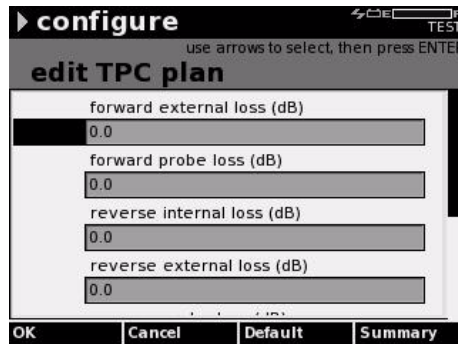 configure
E F
TEST
use arrows to select, then press ENTER
edit TPC plan
forward external loss (dB)
0.0
forward probe loss (dB)
0.0
reverse internal loss (dB)
0.0
reverse external loss (dB)
0.0
OK Cancel Default Summary